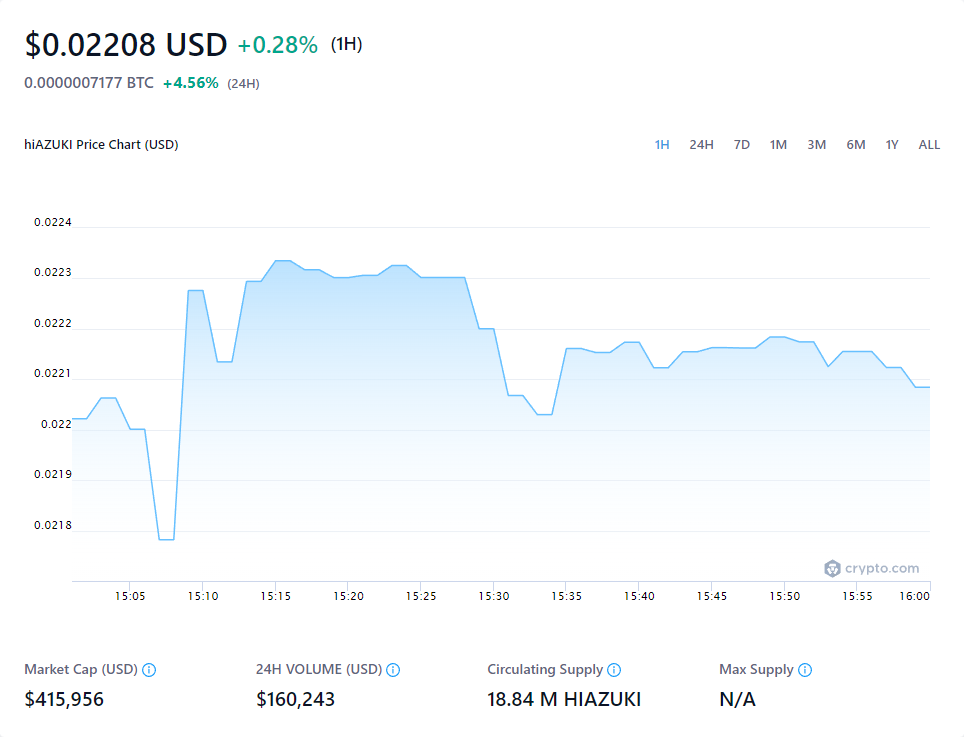 $0.02208 USD +0.28% (1H)
0.0000007177 BTC +4.56% (24H)
hiAZUKI Price Chart (USD)
1H 24H 7D 1M 3M 6M 1Y ALL
0.0224
0.0223
0.0222
0.0221
0.022
0.0219
0.0218
crypto.com
15:05 15:10 15:15 15:20 15:25 15:30 15:35 15:40 15:45 15:50 15:55 16:00
Market Cap (USD) 24H VOLUME (USD) Circulating Supply Max Supply
$415,956 $160,243 18.84 M HIAZUKI N/A